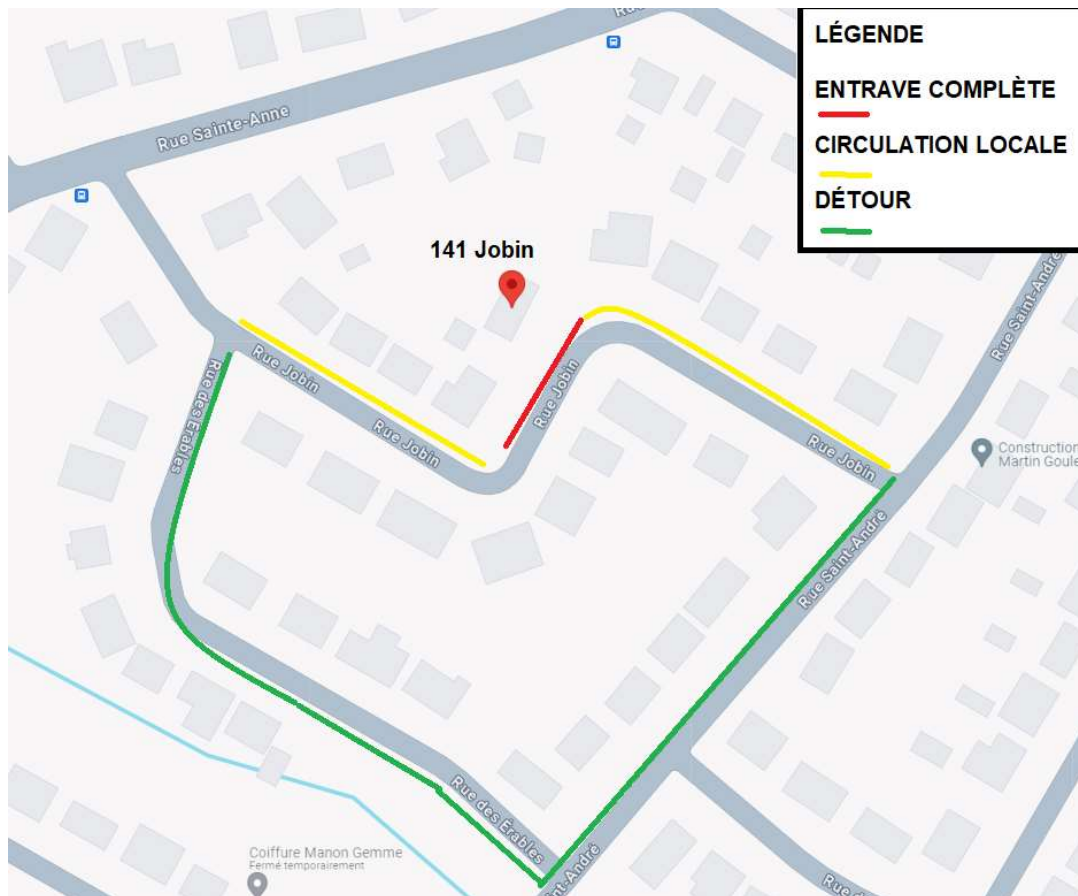 LÉGENDE
ENTRAVE COMPLÈTE
CIRCULATION LOCALE
DÉTOUR
Rue Sainte-Anne
141 Jobin
Rue Saint-André
Rue Jobin
Rue des Érables
Rue Jobin
Rue Jobin
Rue Jobin
Construction
Martin Goule
Rue Saint-André
Rue des Érables
Coiffure Manon Gemme
Fermé temporairement
nt-André